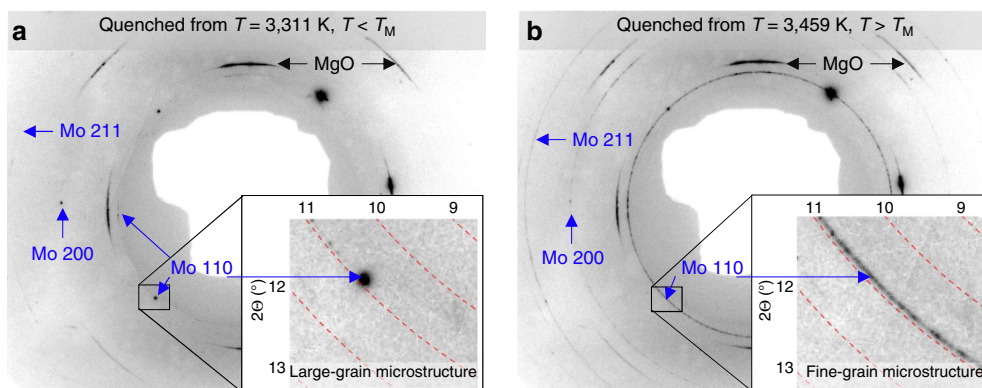 a
Quenched from T = 3,311 K, T < TM
MgO
Mo 211
Mo 200
Mo 110
11
10
9
12
13
2Θ (°)
Large-grain microstructure
b
Quenched from T = 3,459 K, T > TM
MgO
Mo 211
Mo 200
Mo 110
11
10
9
12
13
2Θ (°)
Fine-grain microstructure